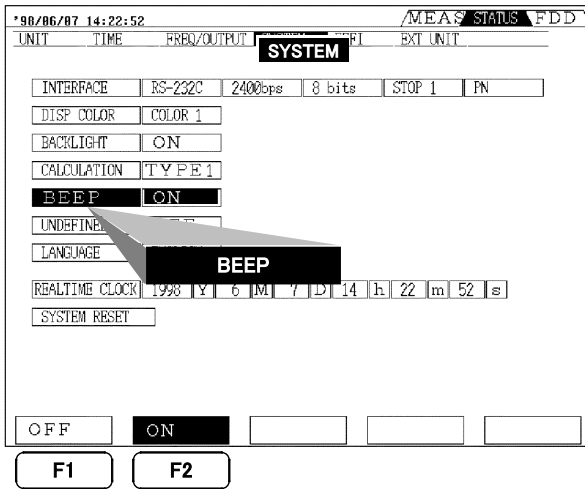 '98/06/07 14:22:52 MEAS STATUS FDD
UNIT TIME FREQ/OUTPUT SYSTEM EXT UNIT
INTERFACE RS-232C 2400bps 8 bits STOP 1 PN
DISP COLOR COLOR 1
BACKLIGHT ON
CALCULATION TYPE1
BEEP ON
LANGUAGE
BEEP
REALTIME CLOCK 1998 Y 6 M 7 D 14 h 22 m 52 s
SYSTEM RESET
OFF ON
F1 F2